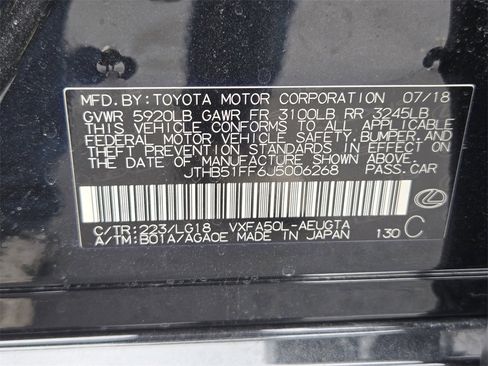 MFD. BY: TOYOTA MOTOR CORPORATION 07/18
GVWR 5920LB GAWR FR 3100LB RR 3245LB
THIS VEHICLE CONFORMS TO ALL APPLICABLE
FEDERAL MOTOR VEHICLE SAFETY, BUMPER, AND
THEFT PREVENTION STANDARDS IN EFFECT ON
THE DATE OF MANUFACTURE SHOWN ABOVE.
JTHB51FF6J5006268 PASS. CAR
C/TR: 223/LG18 VXFA50L-AEUGTA
A/TM: B01A/AGA0E MADE IN JAPAN 130 C